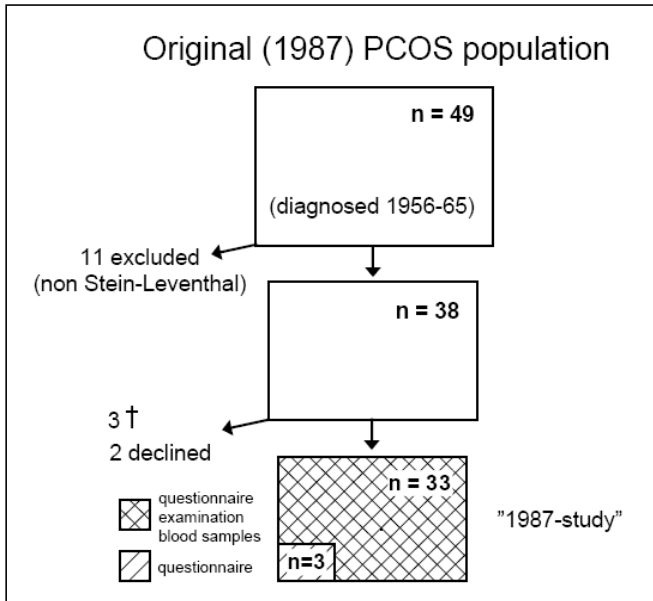 Original (1987) PCOS population
n = 49
(diagnosed 1956-65)
11 excluded
(non Stein-Leventhal)
n = 38
3 †
2 declined
n = 33
questionnaire
examination
blood samples
"1987-study"
n=3
questionnaire